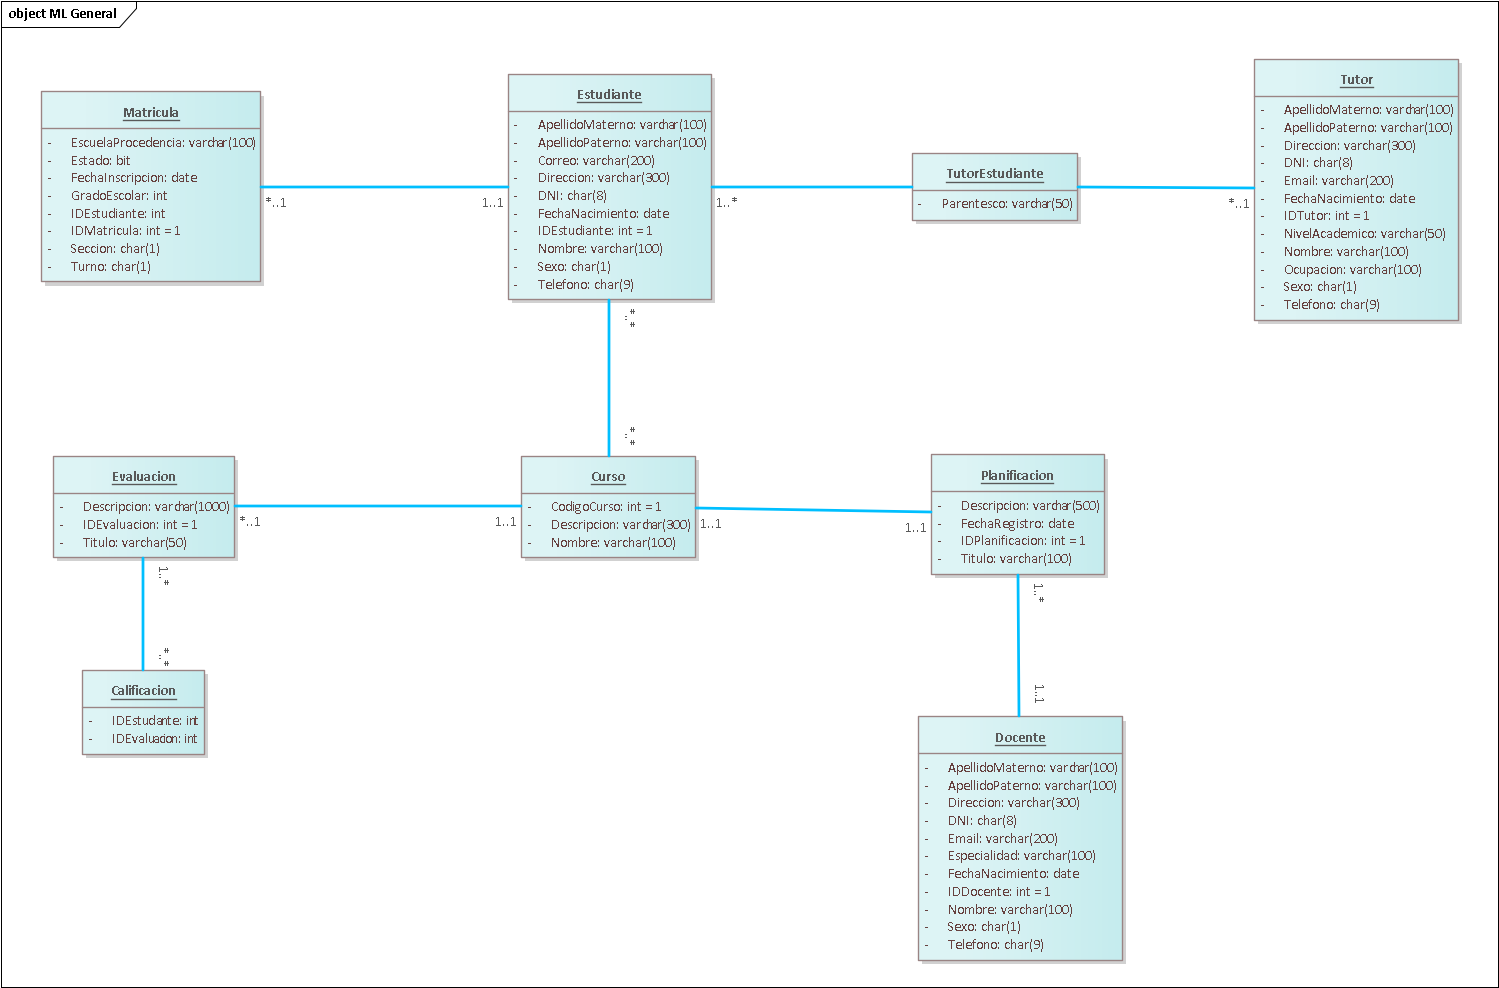 object ML General
Matricula
- EscuelaProcedencia: varchar(100)
- Estado: bit
- FechaInscripcion: date
- GradoEscolar: int
- IDEstudiante: int
- IDMatricula: int = 1
- Seccion: char(1)
- Turno: char(1)
*..1
1..1
Estudiante
- ApellidoMaterno: varchar(100)
- ApellidoPaterno: varchar(100)
- Correo: varchar(200)
- Direccion: varchar(300)
- DNI: char(8)
- FechaNacimiento: date
- IDEstudiante: int = 1
- Nombre: varchar(100)
- Sexo: char(1)
- Telefono: char(9)
1..*
TutorEstudiante
- Parentesco: varchar(50)
*..1
Tutor
- ApellidoMaterno: varchar(100)
- ApellidoPaterno: varchar(100)
- Direccion: varchar(300)
- DNI: char(8)
- Email: varchar(200)
- FechaNacimiento: date
- IDTutor: int = 1
- NivelAcademico: varchar(50)
- Nombre: varchar(100)
- Ocupacion: varchar(100)
- Sexo: char(1)
- Telefono: char(9)
*..*
*..*
Evaluacion
- Descripcion: varchar(1000)
- IDEvaluacion: int = 1
- Titulo: varchar(50)
*..1
1..1
Curso
- CodigoCurso: int = 1
- Descripcion: varchar(300)
- Nombre: varchar(100)
1..1
1..1
Planificacion
- Descripcion: varchar(500)
- FechaRegistro: date
- IDPlanificacion: int = 1
- Titulo: varchar(100)
1..*
*..*
Calificacion
- IDEstudiante: int
- IDEvaluacion: int
1..*
1..1
Docente
- ApellidoMaterno: varchar(100)
- ApellidoPaterno: varchar(100)
- Direccion: varchar(300)
- DNI: char(8)
- Email: varchar(200)
- Especialidad: varchar(100)
- FechaNacimiento: date
- IDDocente: int = 1
- Nombre: varchar(100)
- Sexo: char(1)
- Telefono: char(9)